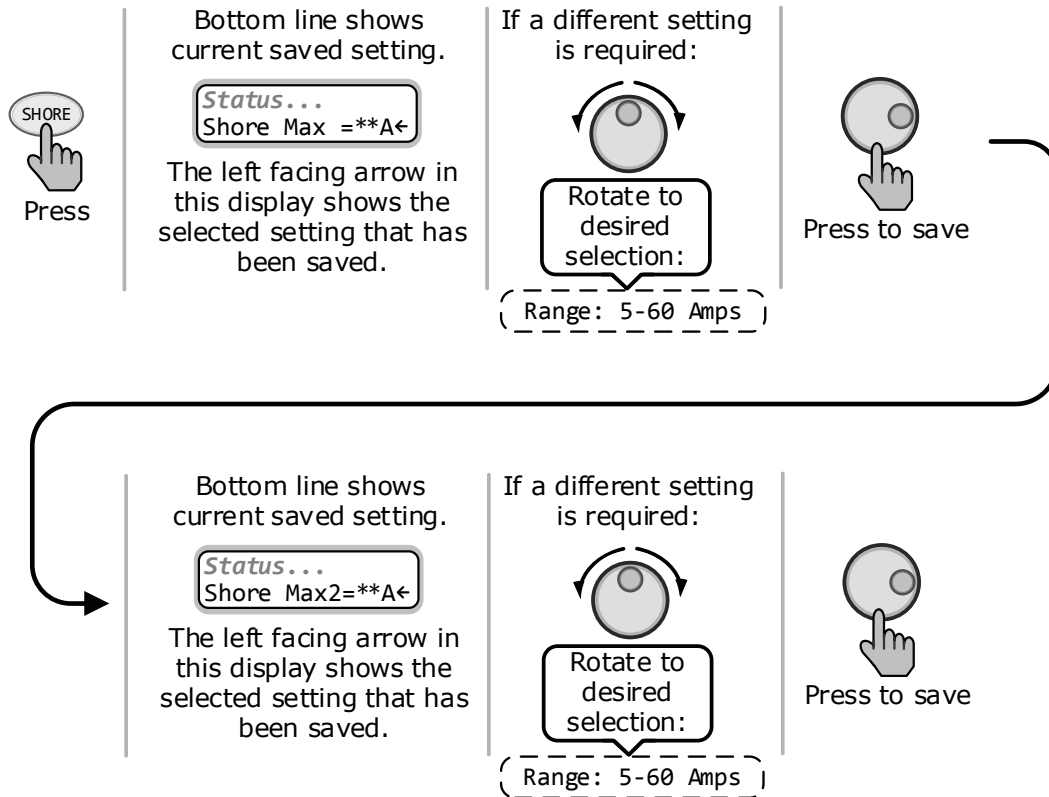 SHORE
Press
Bottom line shows
current saved setting.
Status...
Shore Max =**A←
The left facing arrow in
this display shows the
selected setting that has
been saved.
If a different setting
is required:
Rotate to
desired
selection:
Range: 5-60 Amps
Press to save
Bottom line shows
current saved setting.
Status...
Shore Max2=**A←
The left facing arrow in
this display shows the
selected setting that has
been saved.
If a different setting
is required:
Rotate to
desired
selection:
Range: 5-60 Amps
Press to save